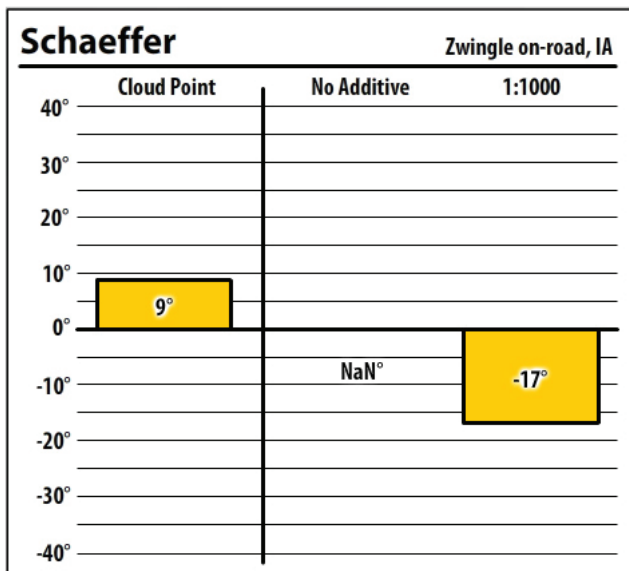 Schaeffer
Zwingle on-road, IA
Cloud Point
No Additive
1:1000
40°
30°
20°
10°
9°
0°
NaN°
-10°
-17°
-20°
-30°
-40°